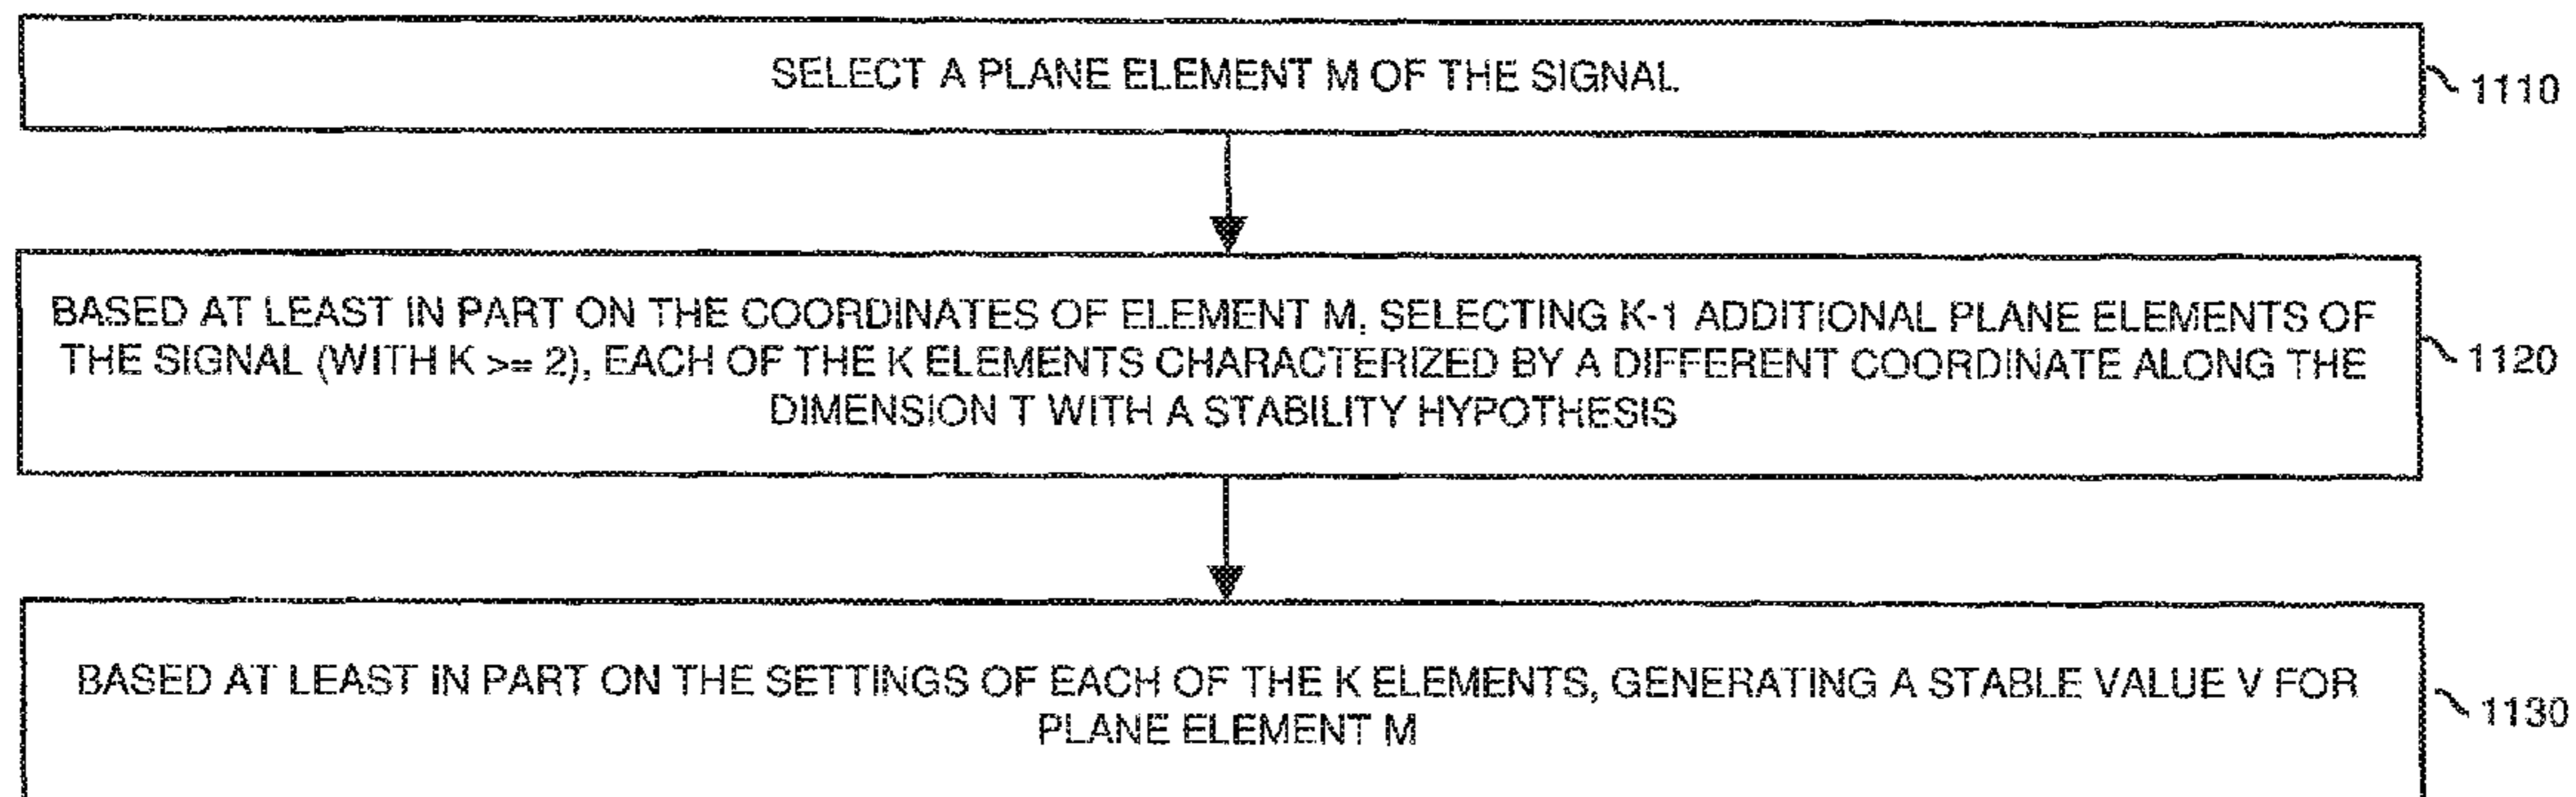 SELECT A PLANE ELEMENT M OF THE SIGNAL
1110
BASED AT LEAST IN PART ON THE COORDINATES OF ELEMENT M, SELECTING K-1 ADDITIONAL PLANE ELEMENTS OF
THE SIGNAL (WITH K >= 2), EACH OF THE K ELEMENTS CHARACTERIZED BY A DIFFERENT COORDINATE ALONG THE
1120
DIMENSION T WITH A STABILITY HYPOTHESIS
BASED AT LEAST IN PART ON THE SETTINGS OF EACH OF THE K ELEMENTS, GENERATING A STABLE VALUE V FOR
1130
PLANE ELEMENT M